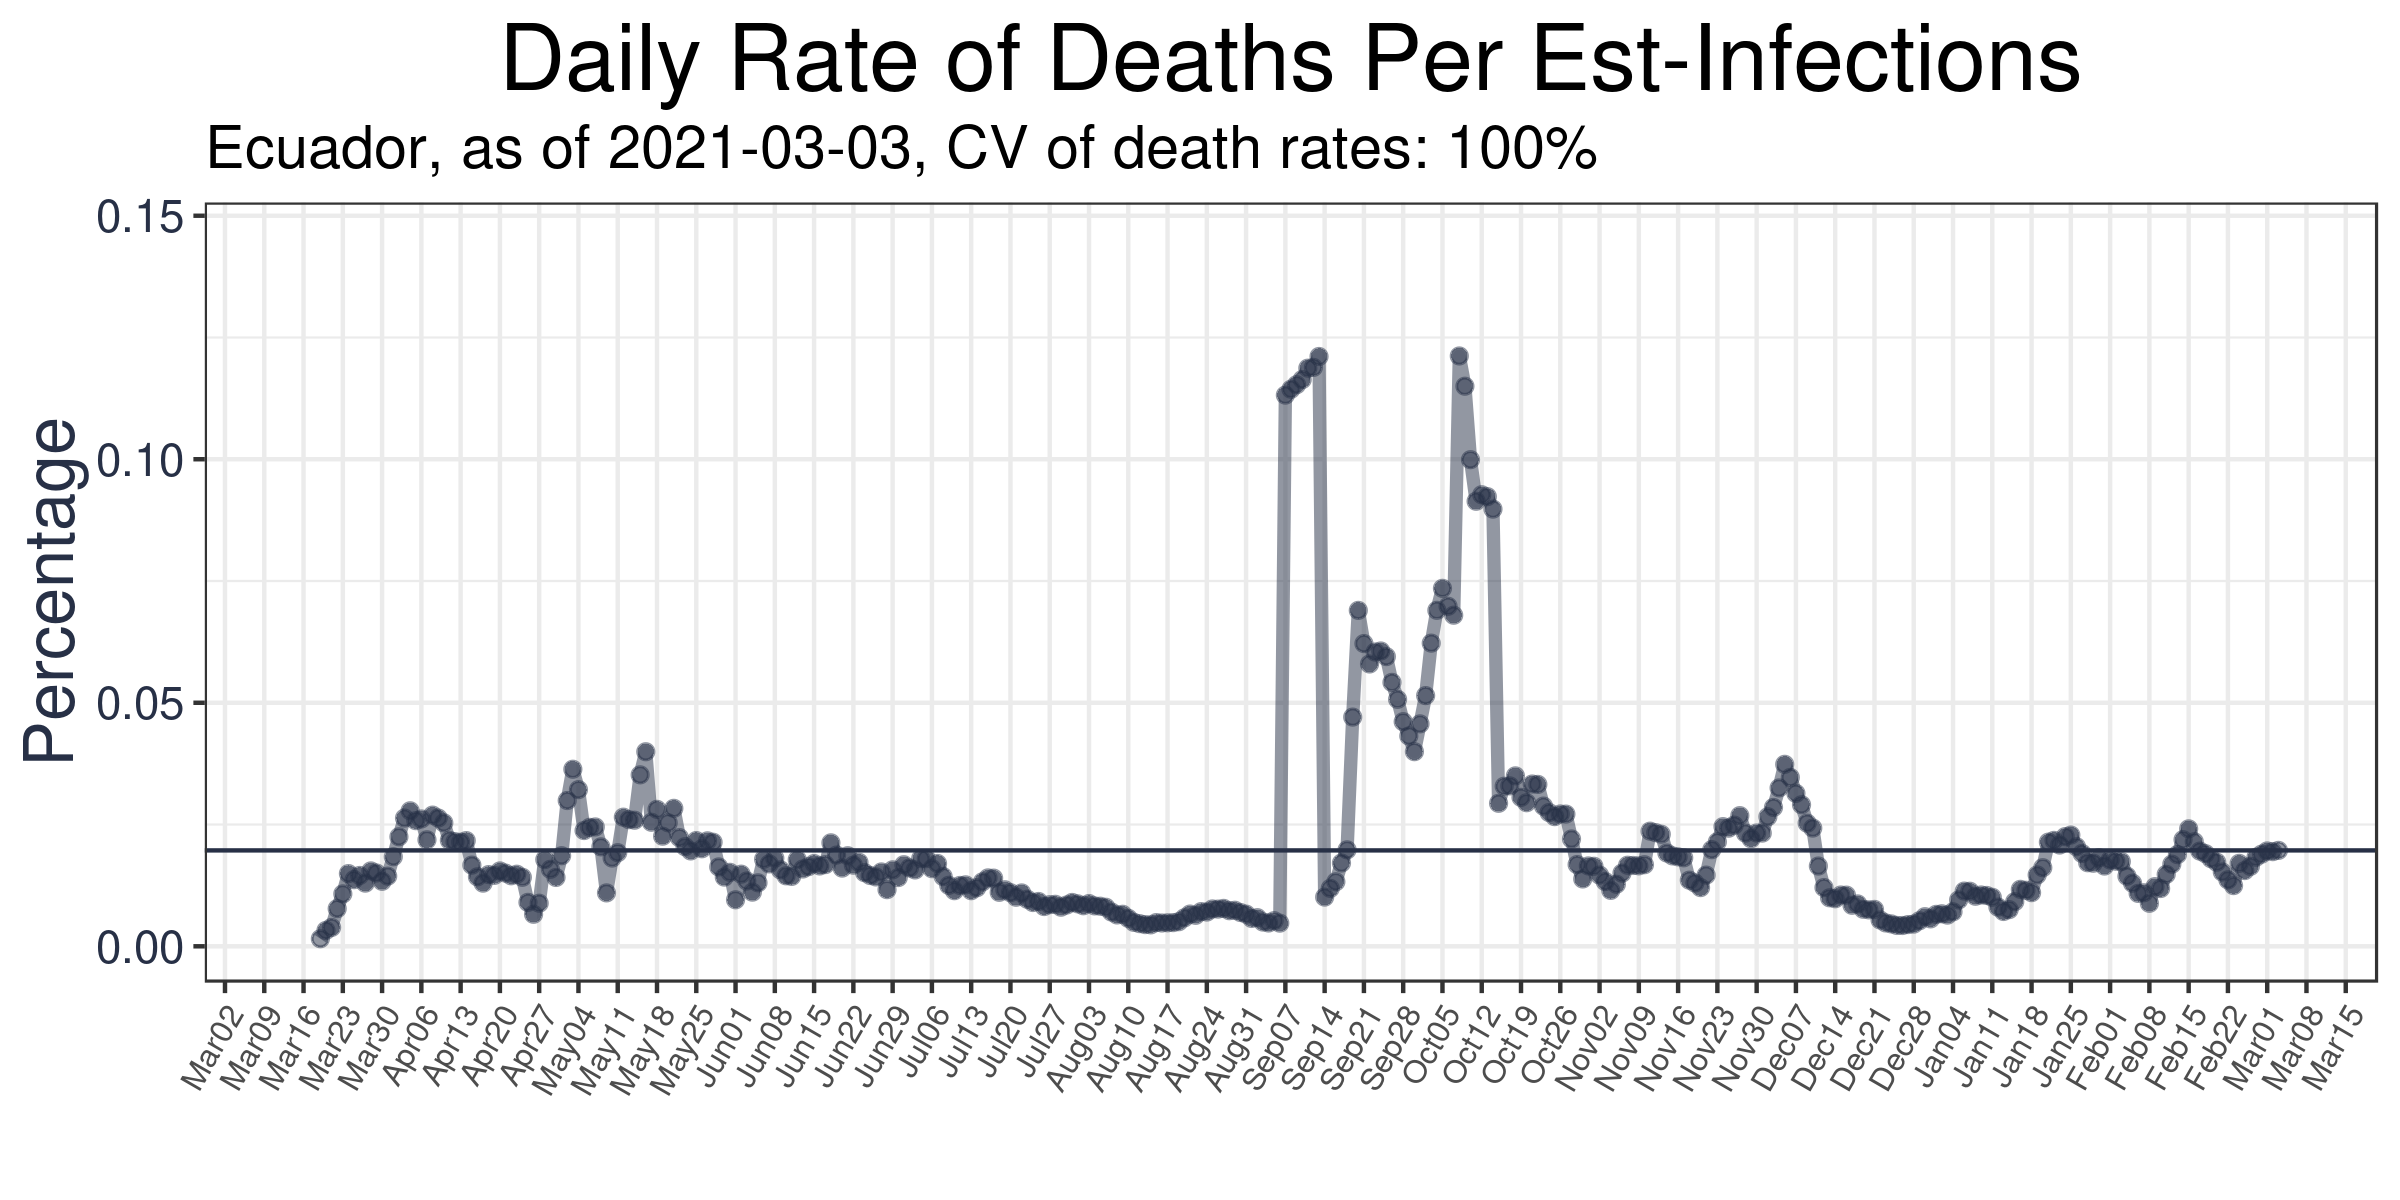 Daily Rate of Deaths Per Est-Infections
Ecuador, as of 2021-03-03, CV of death rates: 100%
Percentage
0.15
0.10
0.05
0.00
Mar02
Mar09
Mar16
Mar23
Mar30
Apr06
Apr13
Apr20
Apr27
May04
May11
May18
May25
Jun01
Jun08
Jun15
Jun22
Jun29
Jul06
Jul13
Jul20
Jul27
Aug03
Aug10
Aug17
Aug24
Aug31
Sep07
Sep14
Sep21
Sep28
Oct05
Oct12
Oct19
Oct26
Nov02
Nov09
Nov16
Nov23
Nov30
Dec07
Dec14
Dec21
Dec28
Jan04
Jan11
Jan18
Jan25
Feb01
Feb08
Feb15
Feb22
Mar01
Mar08
Mar15